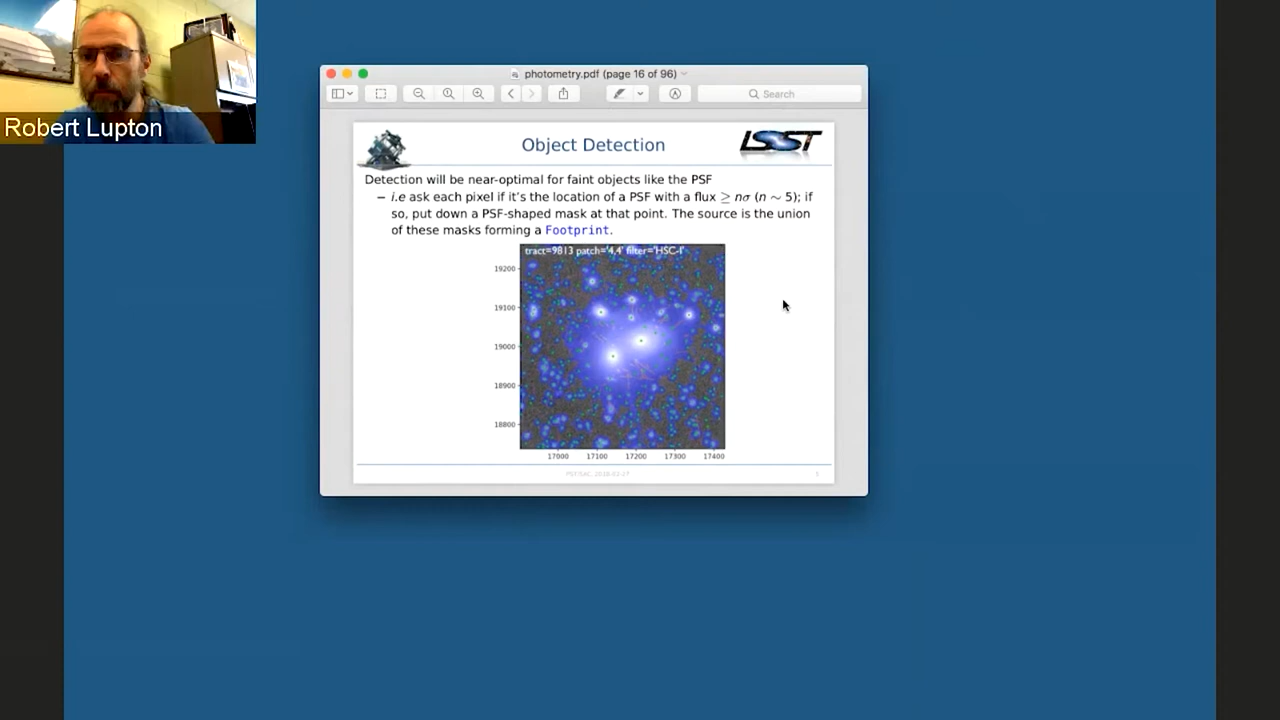 Robert Lupton
photometry.pdf (page 16 of 96)
Search
Object Detection
LSST
Detection will be near-optimal for faint objects like the PSF
– i.e ask each pixel if it's the location of a PSF with a flux ≥ nσ (n ∼ 5); if
so, put down a PSF-shaped mask at that point. The source is the union
of these masks forming a Footprint.
tract=9813 patch='4,4' filter='HSC-I'
19200
19100
19000
18900
18800
17000 17100 17200 17300 17400